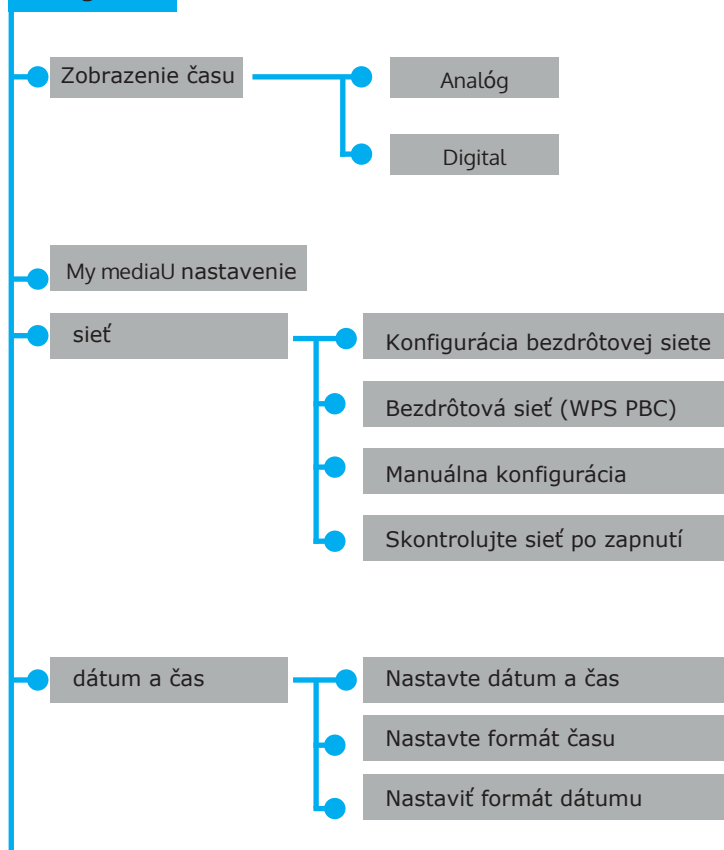 Zobrazenie času
Analóg
Digital
My mediaU nastavenie
sieť
Konfigurácia bezdrôtovej siete
Bezdrôtová sieť (WPS PBC)
Manuálna konfigurácia
Skontrolujte sieť po zapnutí
dátum a čas
Nastavte dátum a čas
Nastavte formát času
Nastaviť formát dátumu